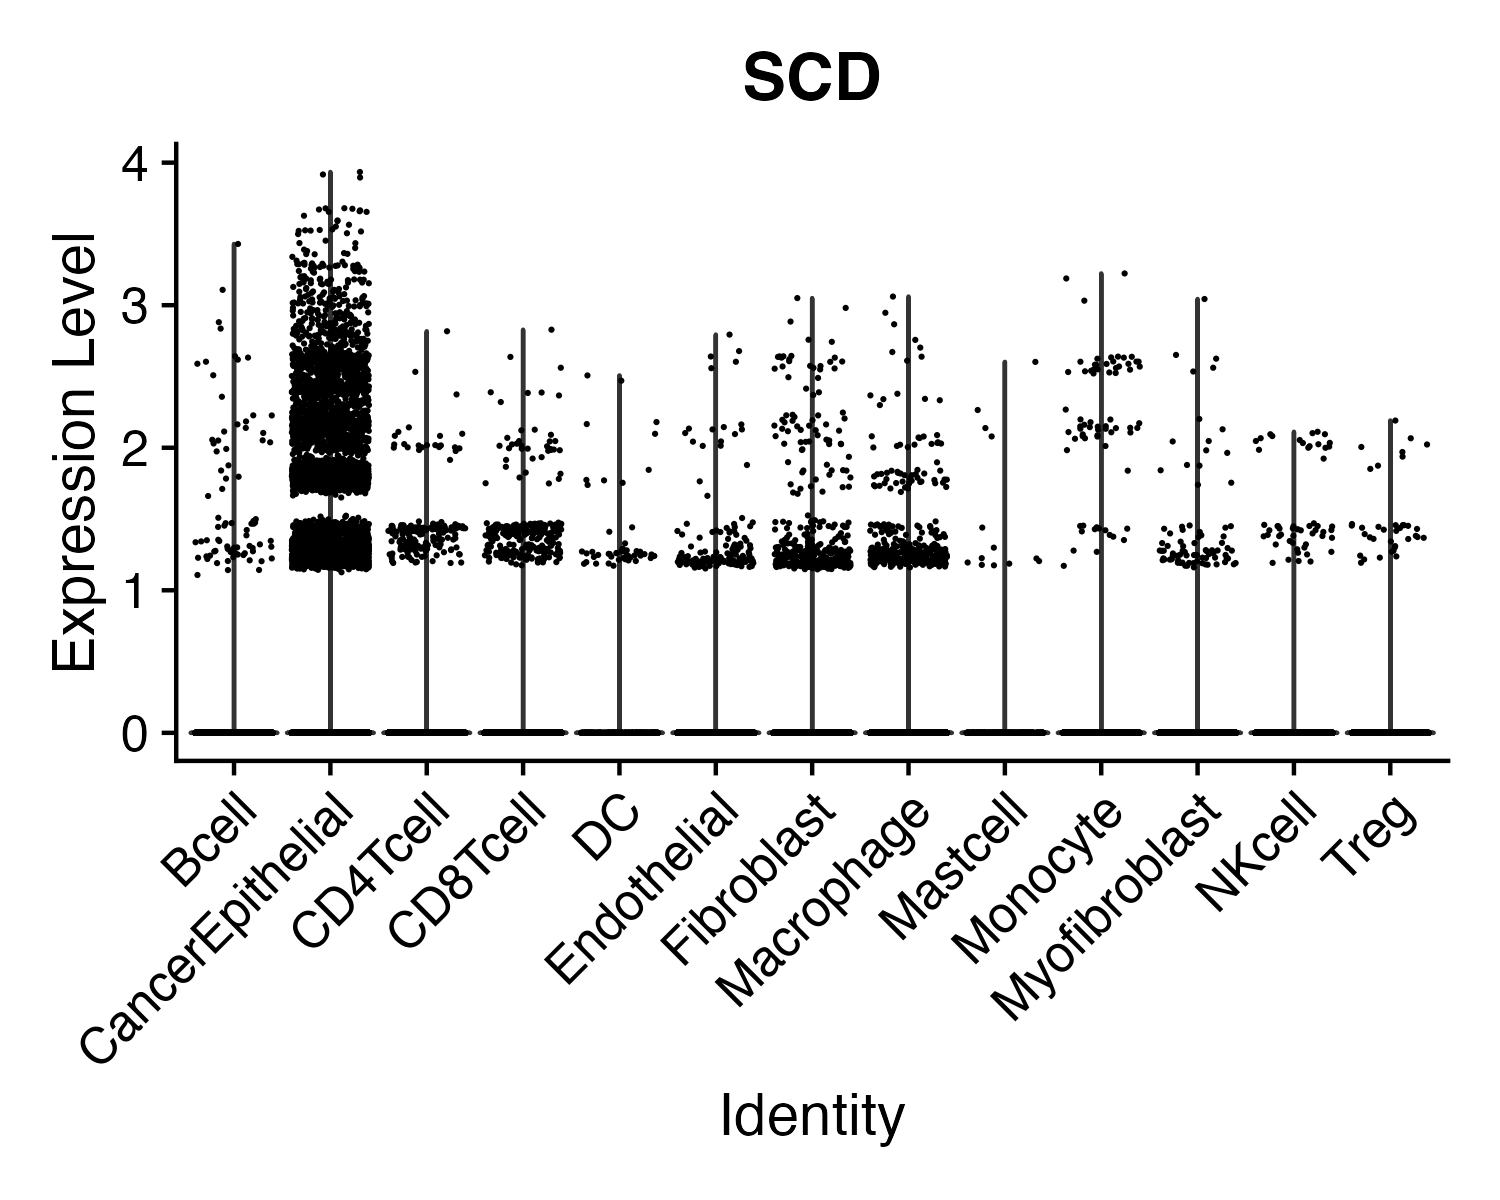 SCD
Expression Level
4
3
2
1
0
Bcell
CancerEpithelial
CD4Tcell
CD8Tcell
DC
Endothelial
Fibroblast
Macrophage
Mastcell
Monocyte
Myofibroblast
NKcell
Treg
Identity